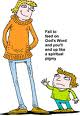 Fail to
feed on
God's Word
and you'll
end up like
a spiritual
pigmy